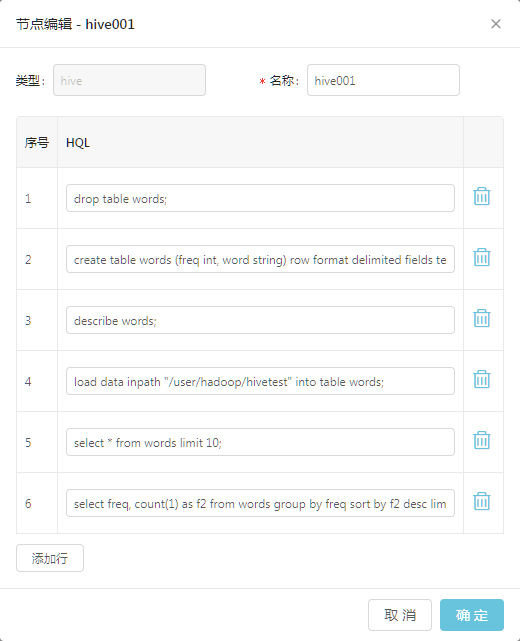 节点编辑 - hive001
类型: hive * 名称: hive001
序号 HQL
1 drop table words;
2 create table words (freq int, word string) row format delimited fields te
3 describe words;
4 load data inpath "/user/hadoop/hivetest" into table words;
5 select * from words limit 10;
6 select freq, count(1) as f2 from words group by freq sort by f2 desc lim
添加行
取 消 确 定